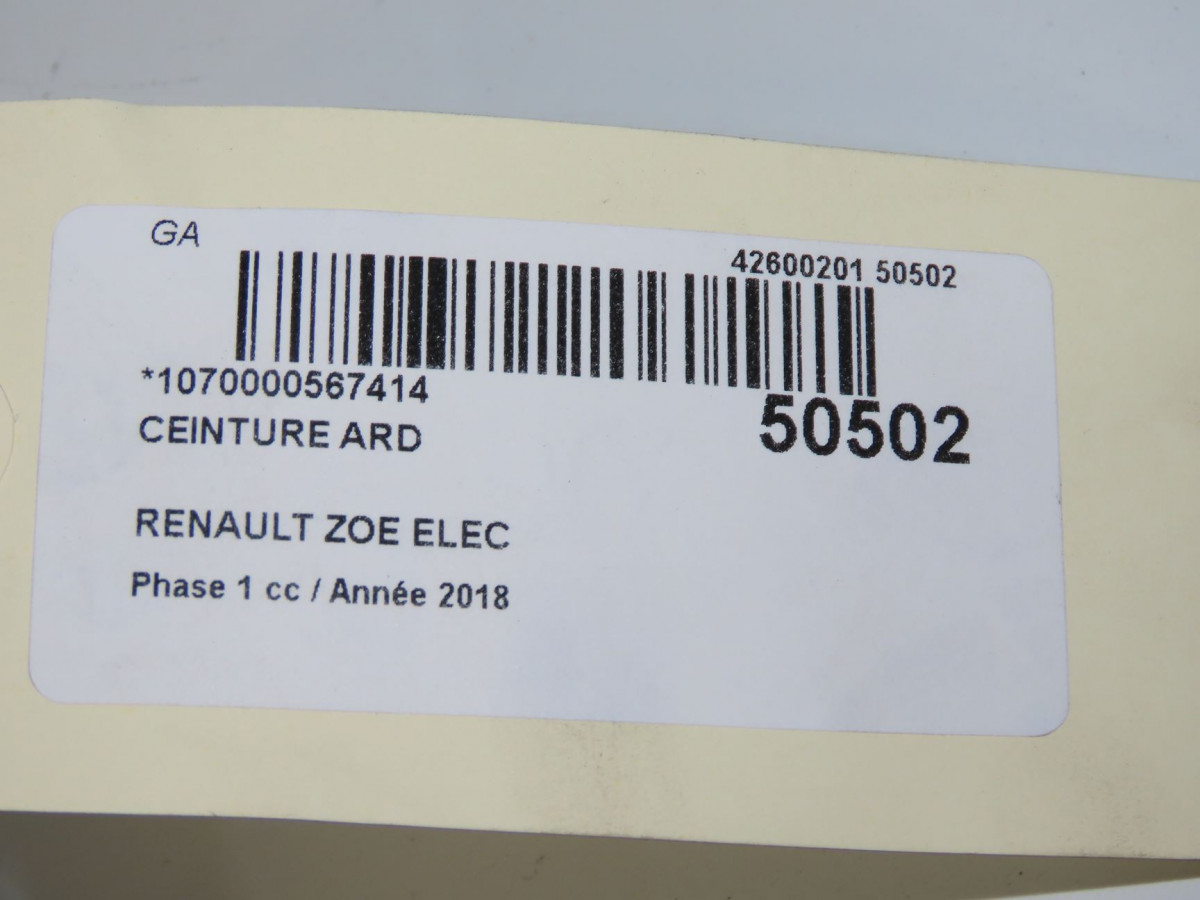 GA
42600201 50502
*1070000567414
50502
CEINTURE ARD
RENAULT ZOE ELEC
Phase 1 cc / Année 2018